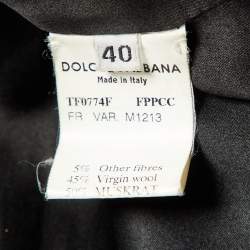 40
DOLCE & GABBANA
Made in Italy
TF0774F FPPCC
FR VAR. M1213
5% Other fibres
45% Virgin wool
50% MUSKRAT